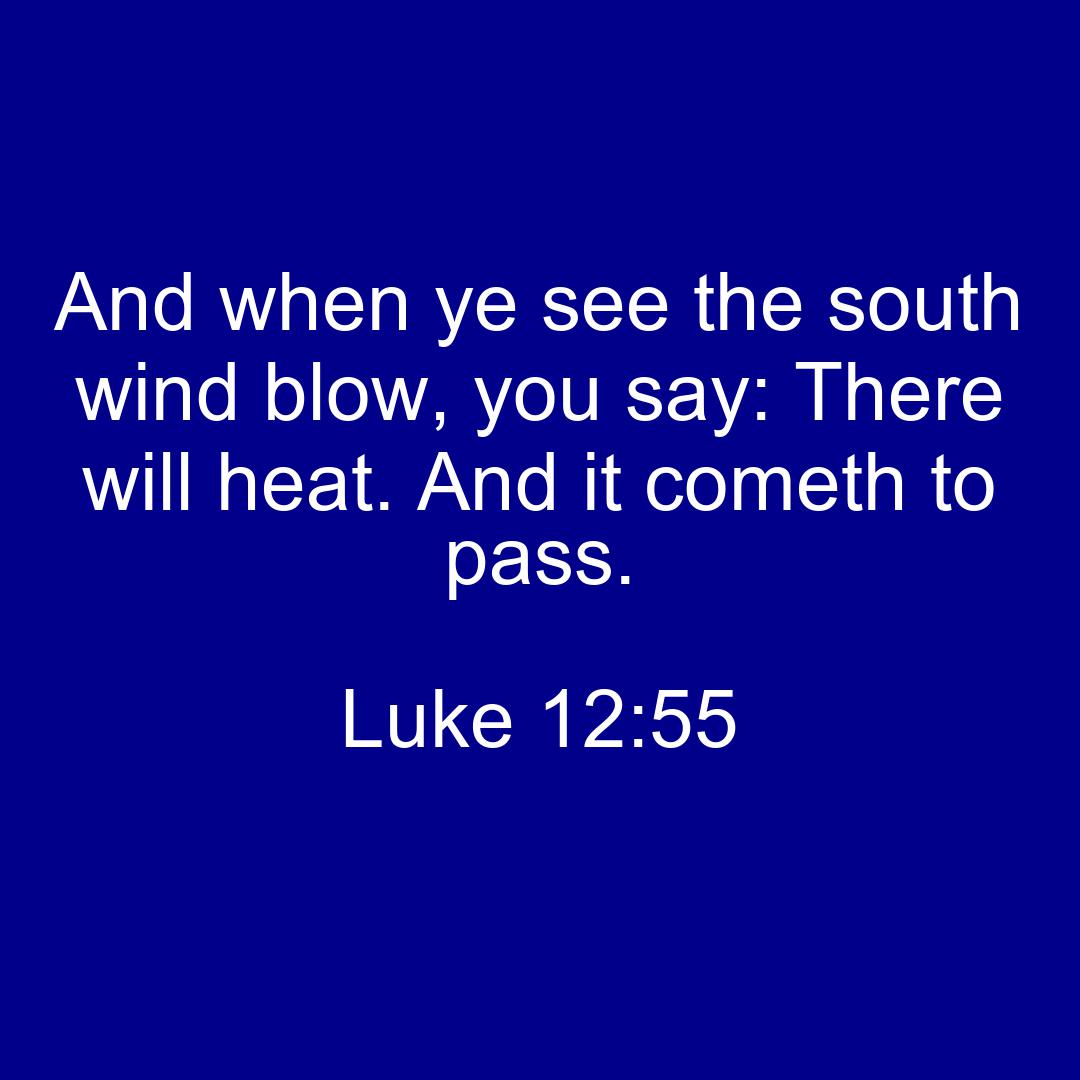 And when ye see the south
wind blow, you say: There
will heat. And it cometh to
pass.
Luke 12:55